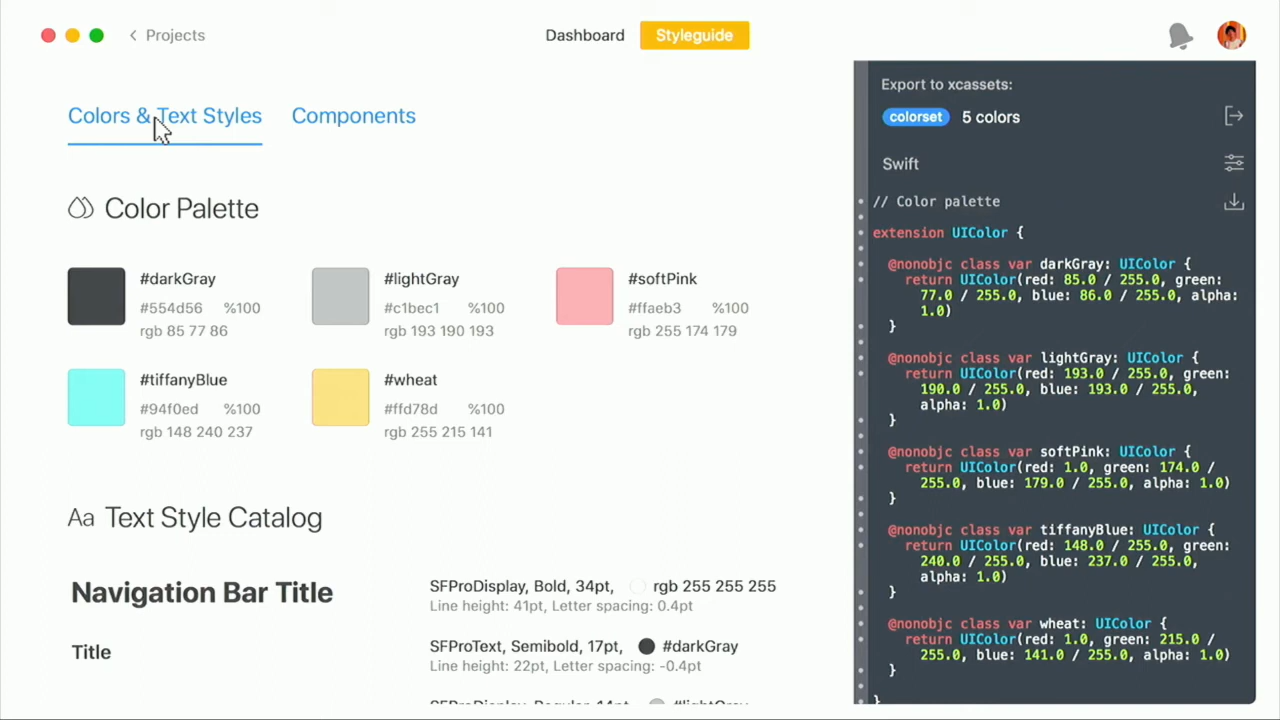 Projects
Dashboard
Styleguide
Colors & Text Styles
Components
Color Palette
#darkGray
#554d56 %100
rgb 85 77 86
#lightGray
#c1bec1 %100
rgb 193 190 193
#softPink
#ffaeb3 %100
rgb 255 174 179
#tiffanyBlue
#94f0ed %100
rgb 148 240 237
#wheat
#ffd78d %100
rgb 255 215 141
Aa Text Style Catalog
Navigation Bar Title
SFProDisplay, Bold, 34pt, rgb 255 255 255
Line height: 41pt, Letter spacing: 0.4pt
Title
SFProText, Semibold, 17pt, #darkGray
Line height: 22pt, Letter spacing: -0.4pt
SFProDisplay, Regular, 14pt, #lightGray
Export to xcassets:
colorset 5 colors
Swift
// Color palette
extension UIColor {
@nonobjc class var darkGray: UIColor {
return UIColor(red: 85.0 / 255.0, green:
77.0 / 255.0, blue: 86.0 / 255.0, alpha:
1.0)
}
@nonobjc class var lightGray: UIColor {
return UIColor(red: 193.0 / 255.0, green:
190.0 / 255.0, blue: 193.0 / 255.0,
alpha: 1.0)
}
@nonobjc class var softPink: UIColor {
return UIColor(red: 1.0, green: 174.0 /
255.0, blue: 179.0 / 255.0, alpha: 1.0)
}
@nonobjc class var tiffanyBlue: UIColor {
return UIColor(red: 148.0 / 255.0, green:
240.0 / 255.0, blue: 237.0 / 255.0,
alpha: 1.0)
}
@nonobjc class var wheat: UIColor {
return UIColor(red: 1.0, green: 215.0 /
255.0, blue: 141.0 / 255.0, alpha: 1.0)
}
}